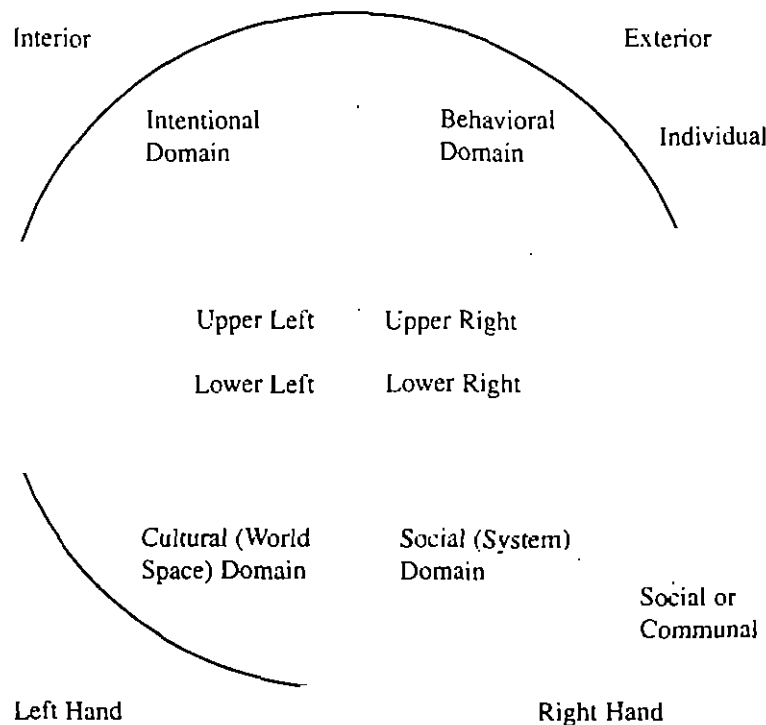 Interior
Exterior
Intentional
Domain
Behavioral
Domain
Individual
Upper Left
Upper Right
Lower Left
Lower Right
Cultural (World
Space) Domain
Social (System)
Domain
Social or
Communal
Left Hand
Right Hand